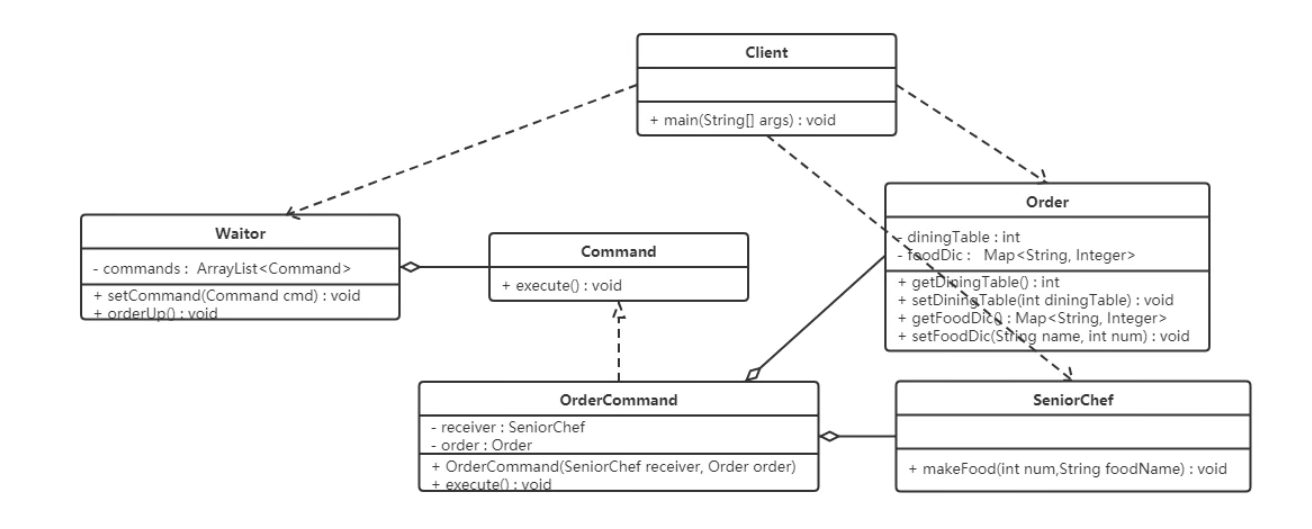 Client
+ main(String[] args) : void
Waitor
- commands :  ArrayList<Command>
+ setCommand(Command cmd) : void
+ orderUp() : void
Command
+ execute() : void
Order
- diningTable : int
- foodDic :   Map<String, Integer>
+ getDiningTable() : int
+ setDiningTable(int diningTable) : void
+ getFoodDic() : Map<String, Integer>
+ setFoodDic(String name, int num) : void
OrderCommand
- receiver : SeniorChef
- order : Order
+ OrderCommand(SeniorChef receiver, Order order)
+ execute() : void
SeniorChef
+ makeFood(int num,String foodName) : void